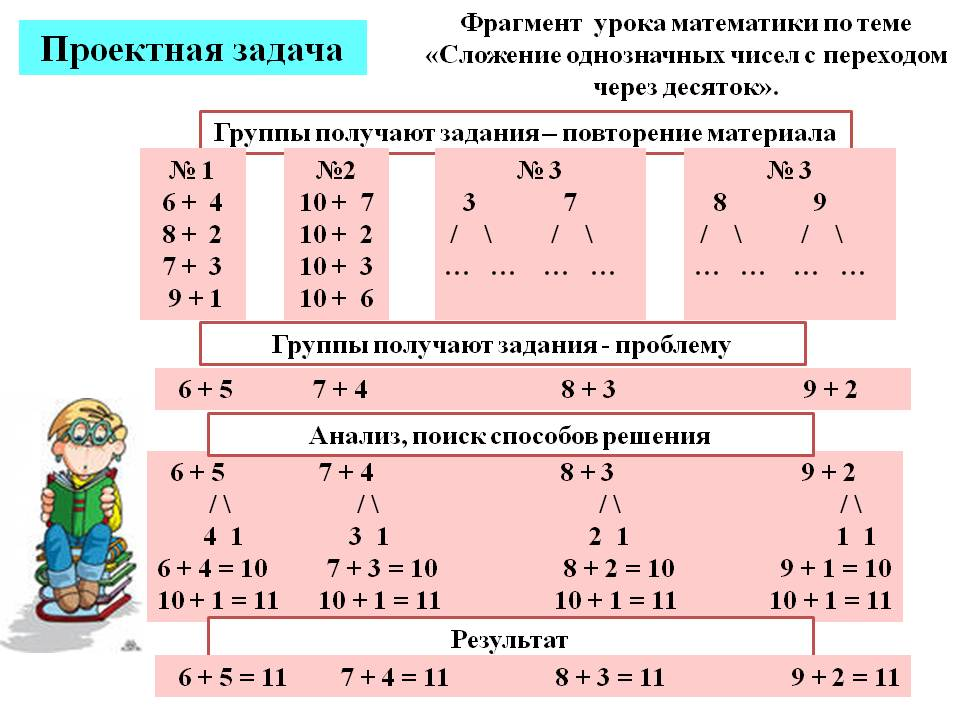 Проектная задача
Фрагмент урока математики по теме
«Сложение однозначных чисел с переходом
через десяток».
Группы получают задания – повторение материала
№ 1
6 + 4
8 + 2
7 + 3
9 + 1
№2
10 + 7
10 + 2
10 + 3
10 + 6
№ 3
3 7
/ \ / \
... ... ... ...
№ 3
8 9
/ \ / \
... ... ... ...
Группы получают задания - проблему
6 + 5 7 + 4 8 + 3 9 + 2
Анализ, поиск способов решения
6 + 5 7 + 4 8 + 3 9 + 2
/ \ / \ / \ / \
4 1 3 1 2 1 1 1
6 + 4 = 10 7 + 3 = 10 8 + 2 = 10 9 + 1 = 10
10 + 1 = 11 10 + 1 = 11 10 + 1 = 11 10 + 1 = 11
Результат
6 + 5 = 11 7 + 4 = 11 8 + 3 = 11 9 + 2 = 11